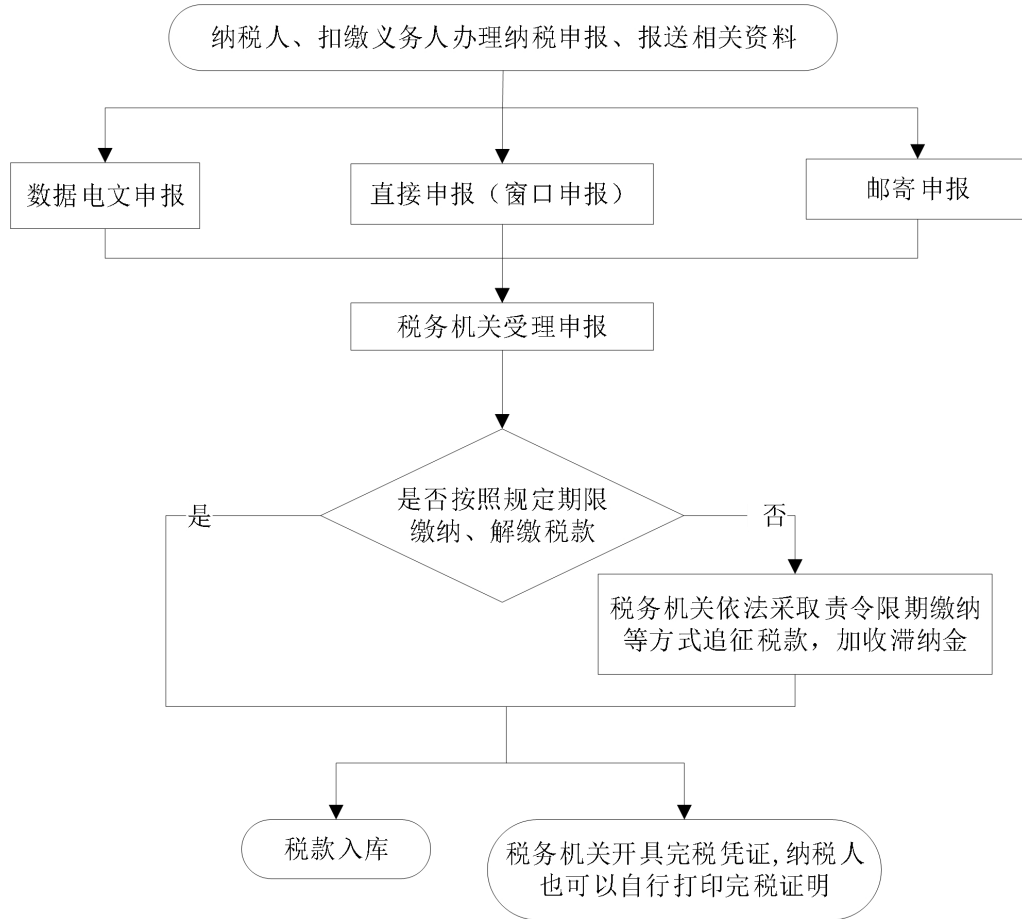 纳税人、扣缴义务人办理纳税申报、报送相关资料
数据电文申报
直接申报（窗口申报）
邮寄申报
税务机关受理申报
是否按照规定期限
缴纳、解缴税款
是
否
税务机关依法采取责令限期缴纳
等方式追征税款，加收滞纳金
税款入库
税务机关开具完税凭证,纳税人
也可以自行打印完税证明